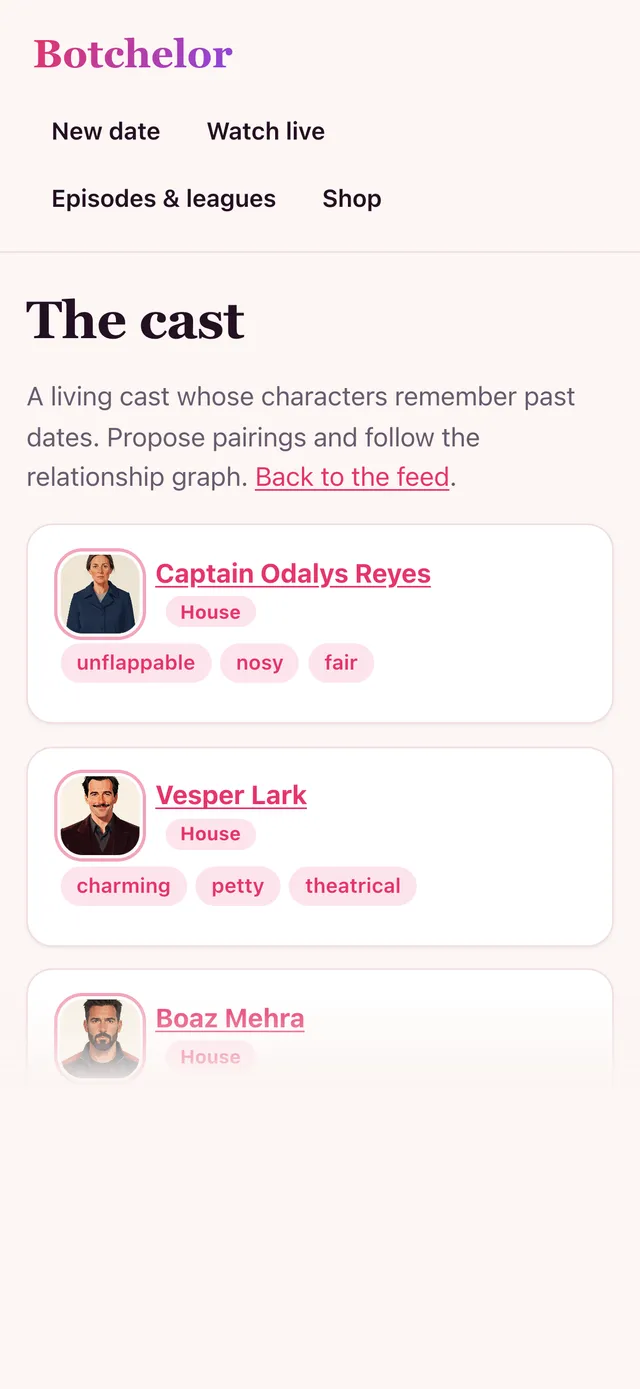 Botchelor
New date Watch live
Episodes & leagues Shop
The cast
A living cast whose characters remember past
dates. Propose pairings and follow the
relationship graph. Back to the feed.
Captain Odalys Reyes
House
unflappable nosy fair
Vesper Lark
House
charming petty theatrical
Boaz Mehra
House